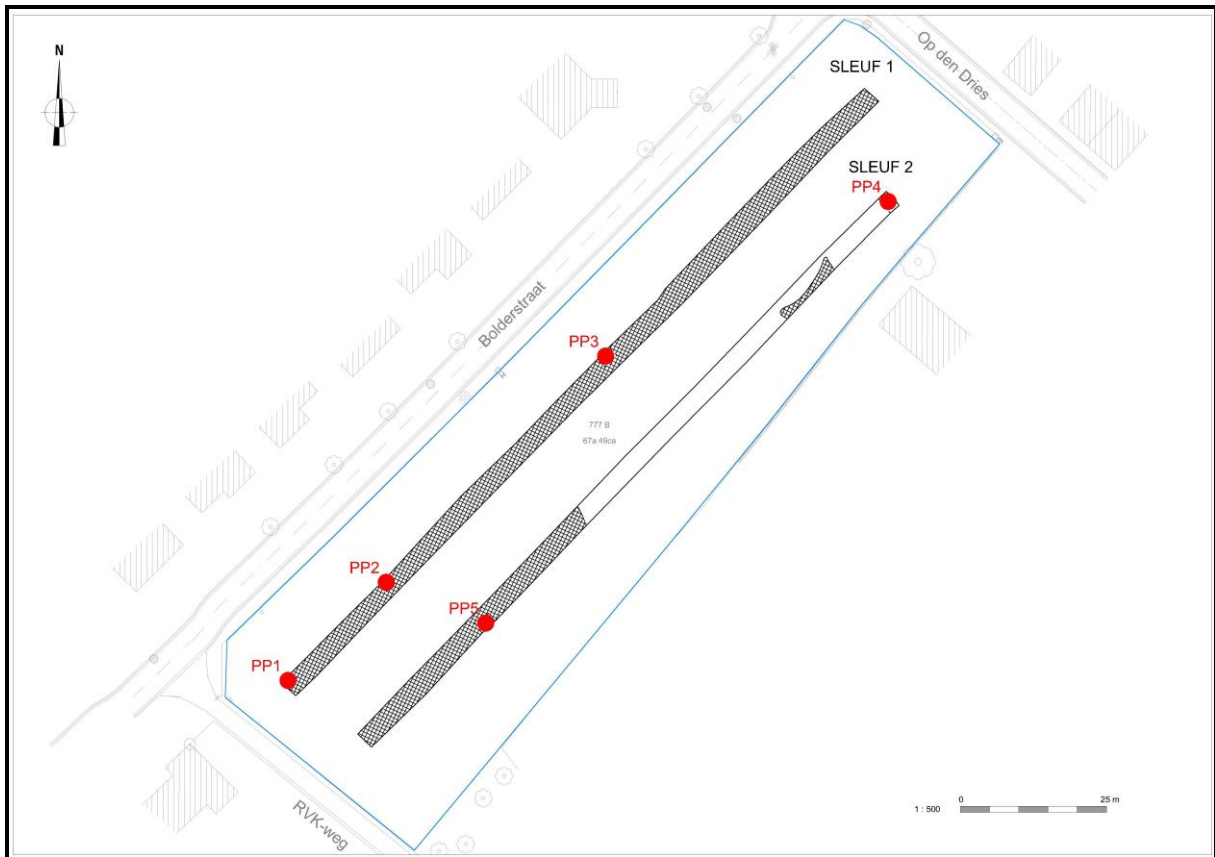 N
Op den Dries
SLEUF 1
SLEUF 2
PP4
Bolderstraat
PP3
777 B
67a 49ca
PP2
PP5
PP1
RVK-weg
1 : 500
0
25 m